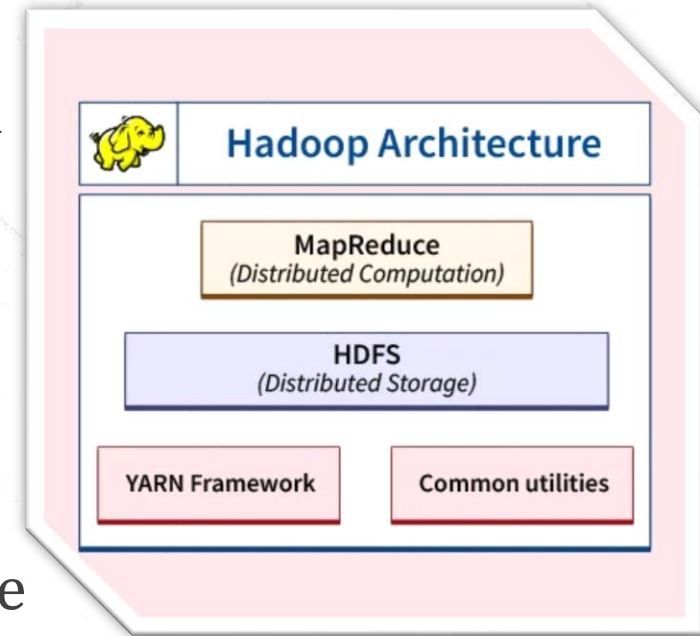 Hadoop Architecture
MapReduce
(Distributed Computation)
HDFS
(Distributed Storage)
YARN Framework
Common utilities
e